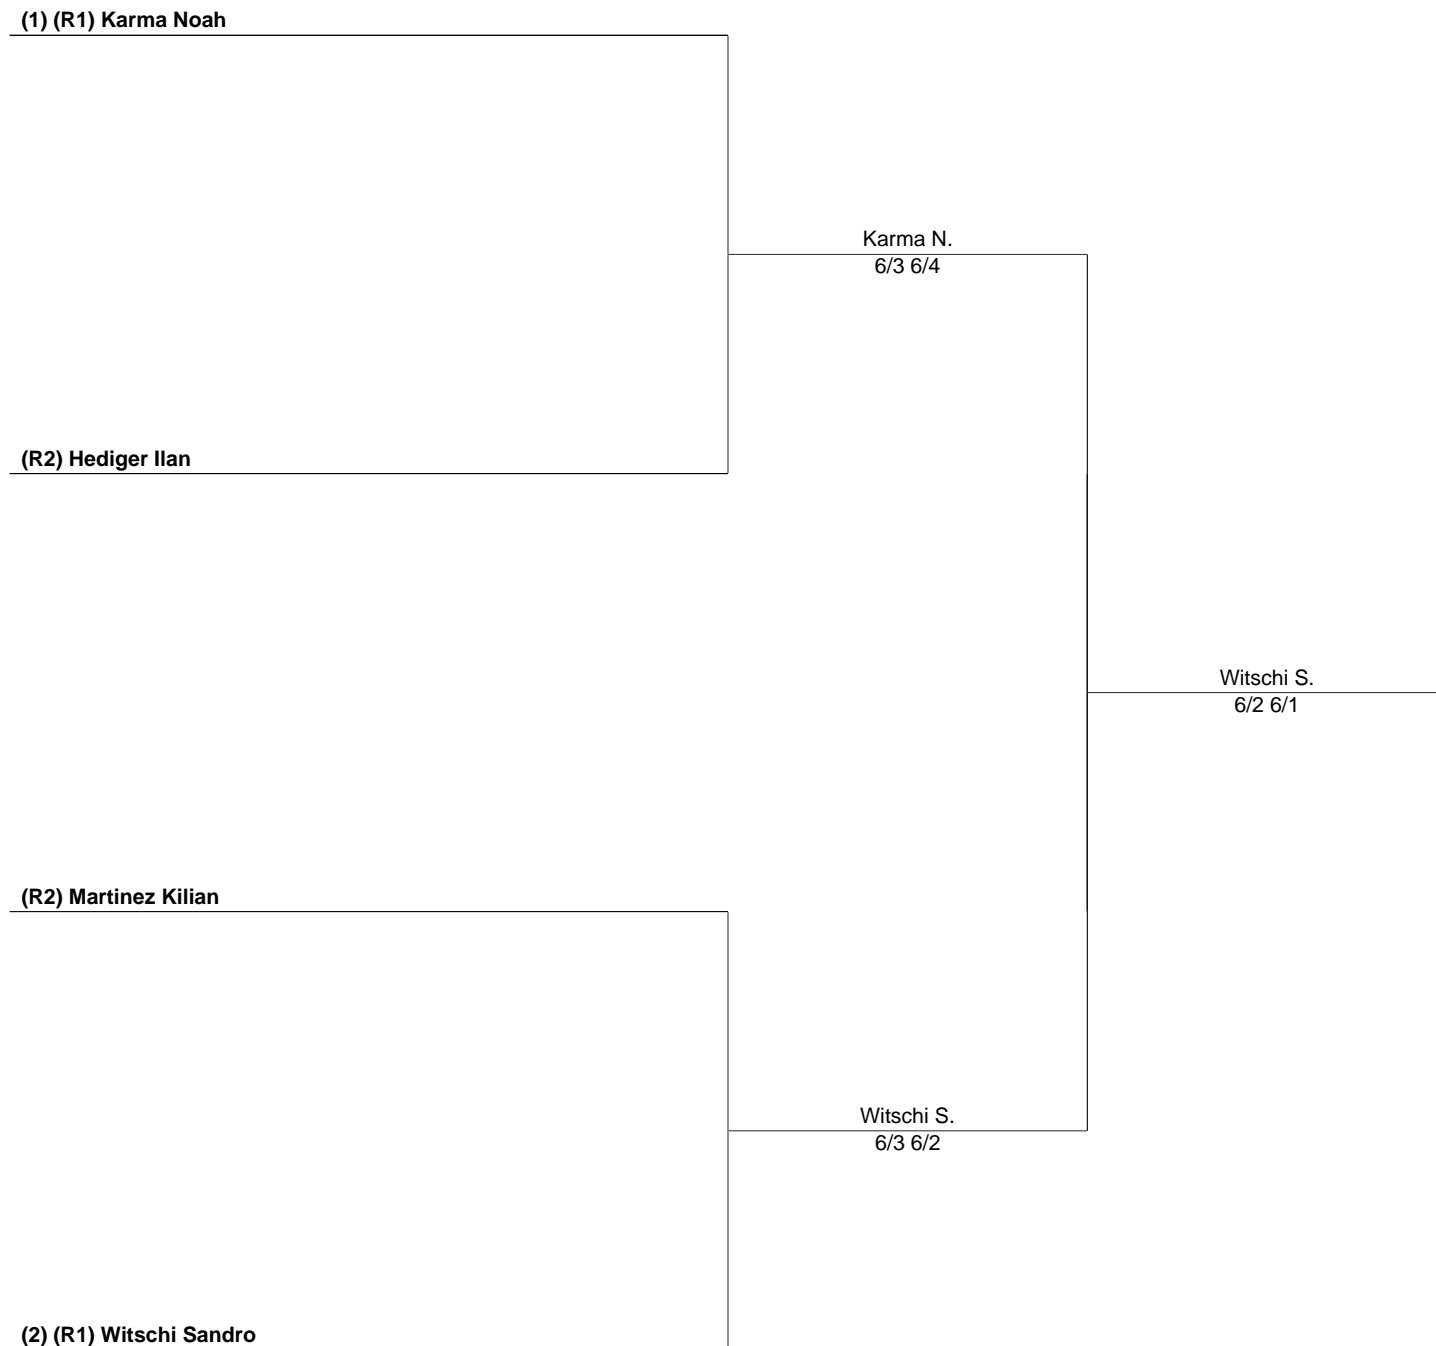 (1) (R1) Karma Noah
Karma N.
6/3 6/4
(R2) Hediger Ilan
Witschi S.
6/2 6/1
(R2) Martinez Kilian
Witschi S.
6/3 6/2
(2) (R1) Witschi Sandro